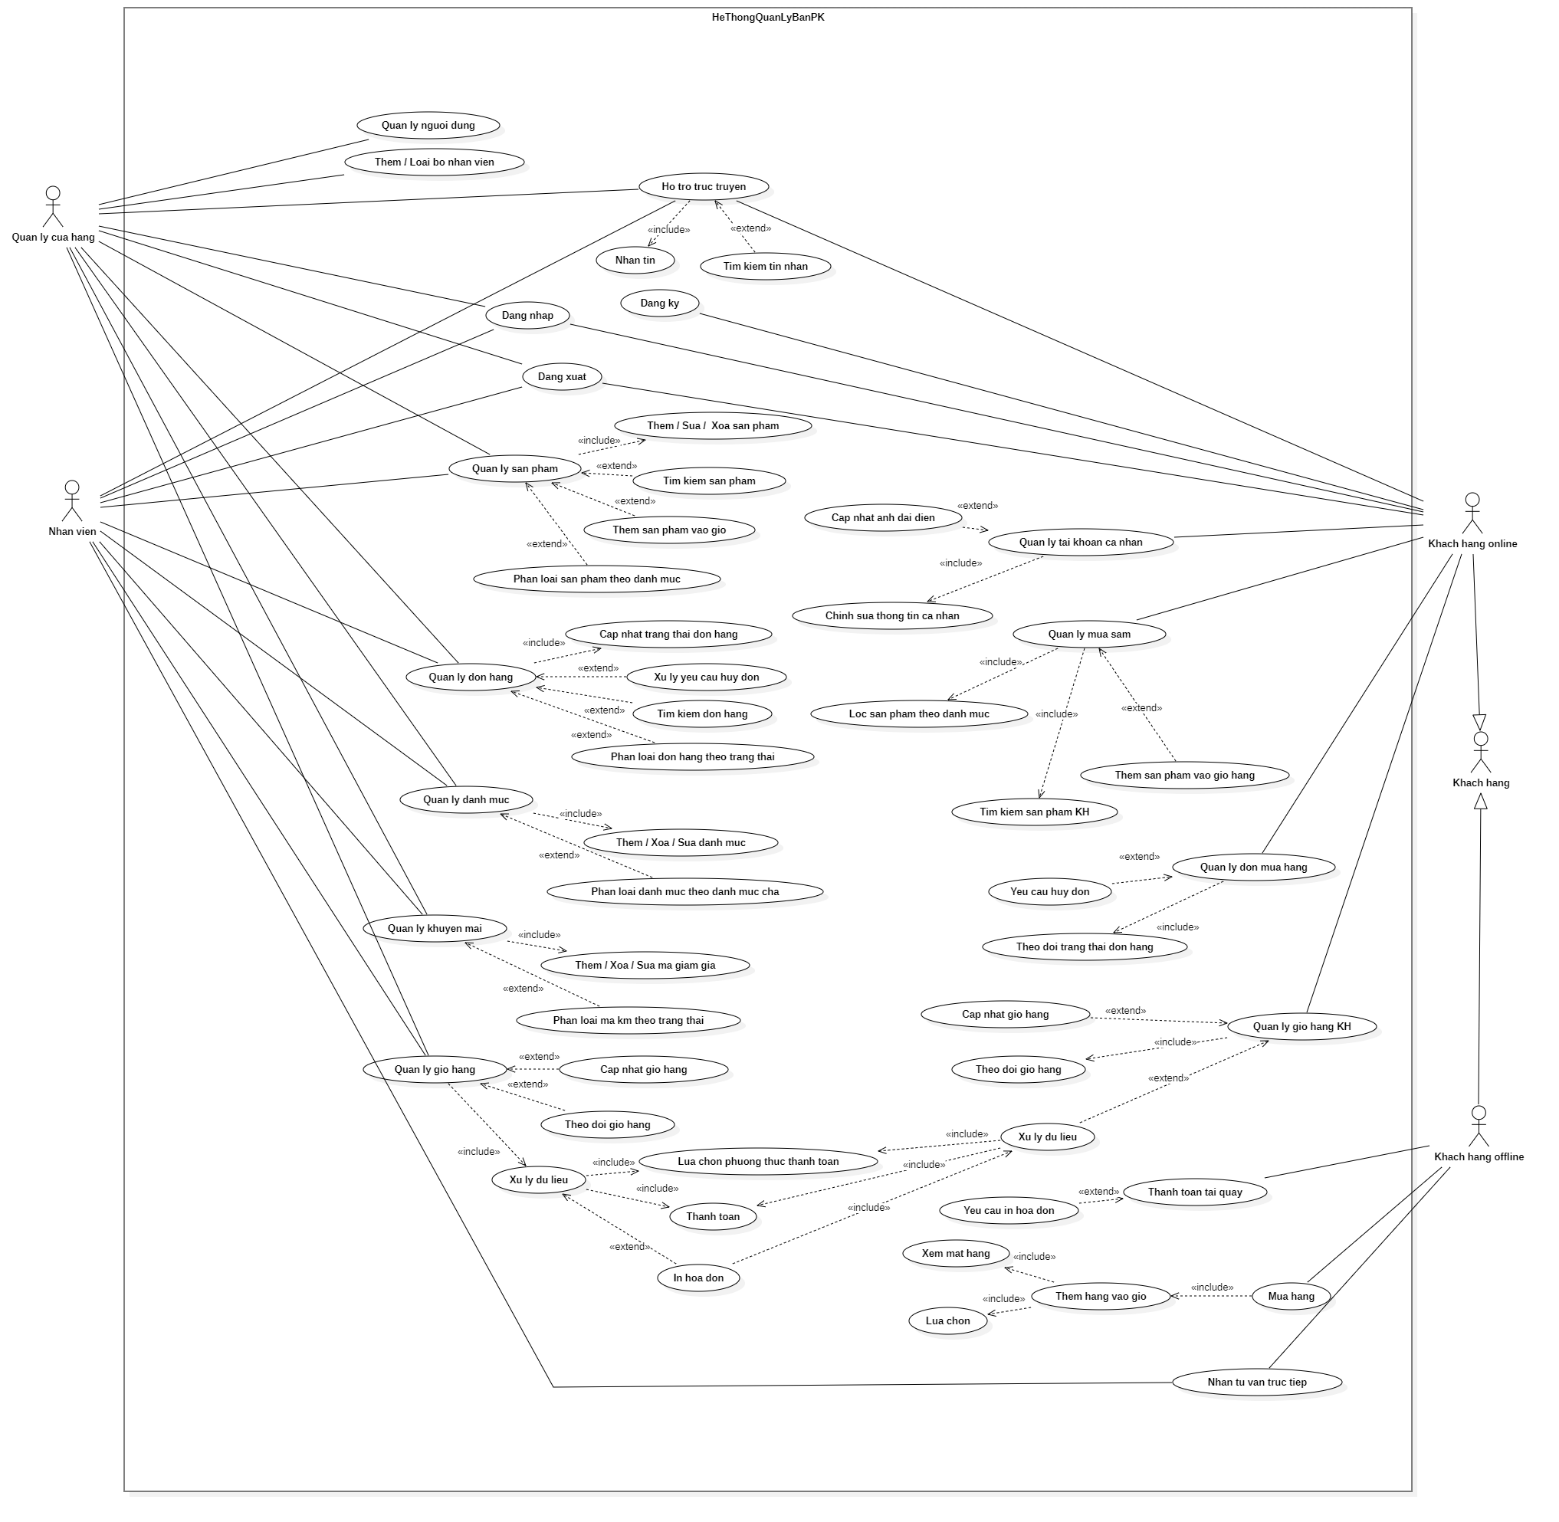 HeThongQuanLyBanPK
Quan ly nguoi dung
Them / Loai bo nhan vien
Ho tro truc truyen
Quan ly cua hang
«include»
«extend»
Nhan tin
Tim kiem tin nhan
Dang ky
Dang nhap
Dang xuat
Them / Sua / Xoa san pham
«include»
Quan ly san pham
«extend»
Tim kiem san pham
«extend»
Them san pham vao gio
«extend»
Phan loai san pham theo danh muc
Nhan vien
Cap nhat anh dai dien
«extend»
Quan ly tai khoan ca nhan
Khach hang online
«include»
Chinh sua thong tin ca nhan
Cap nhat trang thai don hang
«include»
Quan ly don hang
«extend»
Xu ly yeu cau huy don
«extend»
Tim kiem don hang
«extend»
Phan loai don hang theo trang thai
Quan ly mua sam
«include»
Loc san pham theo danh muc
«include»
«extend»
Them san pham vao gio hang
Tim kiem san pham KH
Khach hang
Quan ly danh muc
«include»
Them / Xoa / Sua danh muc
«extend»
Phan loai danh muc theo danh muc cha
«extend»
Quan ly don mua hang
Yeu cau huy don
«include»
Theo doi trang thai don hang
Quan ly khuyen mai
«include»
Them / Xoa / Sua ma giam gia
«extend»
Phan loai ma km theo trang thai
Cap nhat gio hang
«extend»
Quan ly gio hang KH
«include»
Theo doi gio hang
«extend»
Quan ly gio hang
«extend»
Cap nhat gio hang
«extend»
Theo doi gio hang
«include»
Xu ly du lieu
«include»
Lua chon phuong thuc thanh toan
«include»
Xu ly du lieu
«include»
«include»
Thanh toan
«include»
«extend»
In hoa don
Khach hang offline
Thanh toan tai quay
«extend»
Yeu cau in hoa don
Xem mat hang
«include»
Them hang vao gio
«include»
Mua hang
«include»
Lua chon
Nhan tu van truc tiep